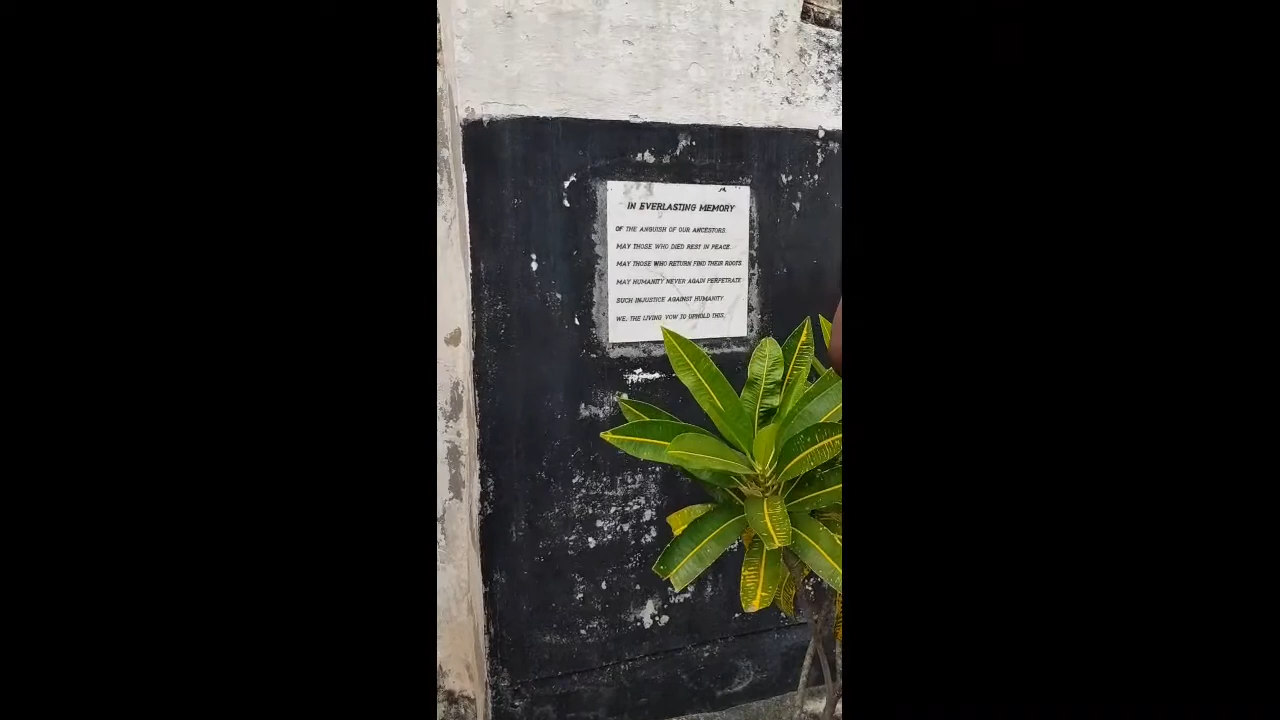 IN EVERLASTING MEMORY
OF THE ANGUISH OF OUR ANCESTORS.
MAY THOSE WHO DIED REST IN PEACE.
MAY THOSE WHO RETURN FIND THEIR ROOTS
MAY HUMANITY NEVER AGAIN PERPETRATE
SUCH INJUSTICE AGAINST HUMANITY.
WE, THE LIVING VOW TO UPHOLD THIS.